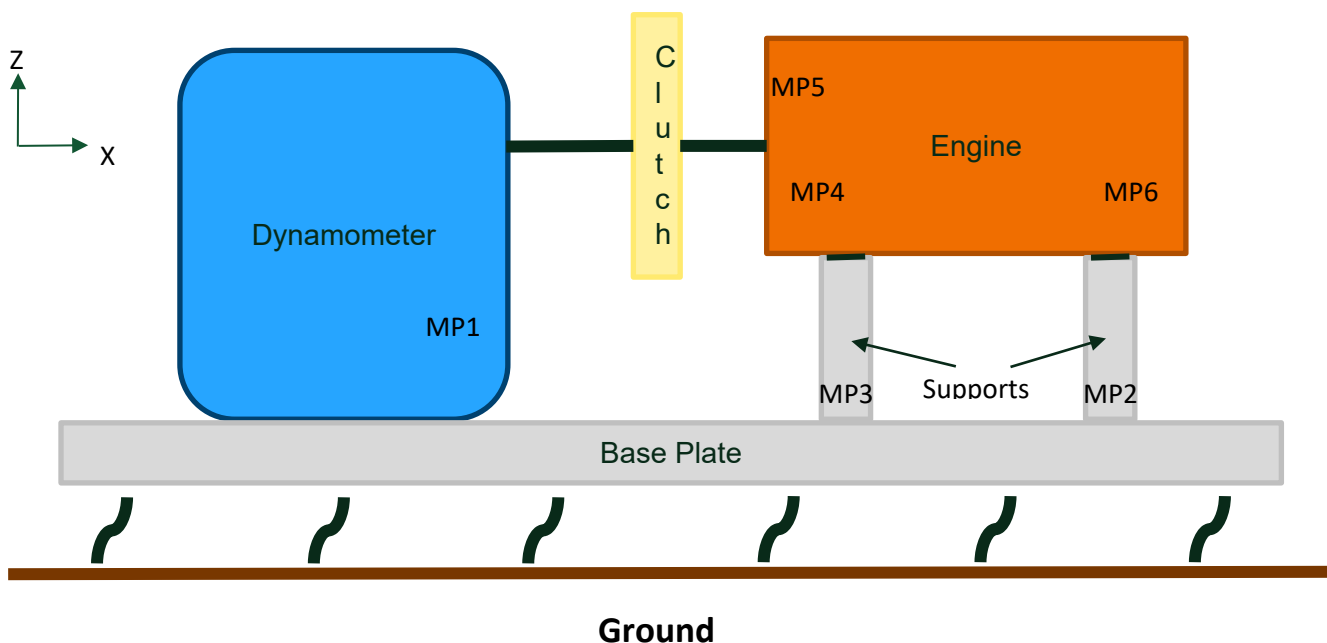 Z
X
Dynamometer
MP1
C
l
u
t
c
h
MP5
Engine
MP4
MP6
Supports
MP3
MP2
Base Plate
Ground